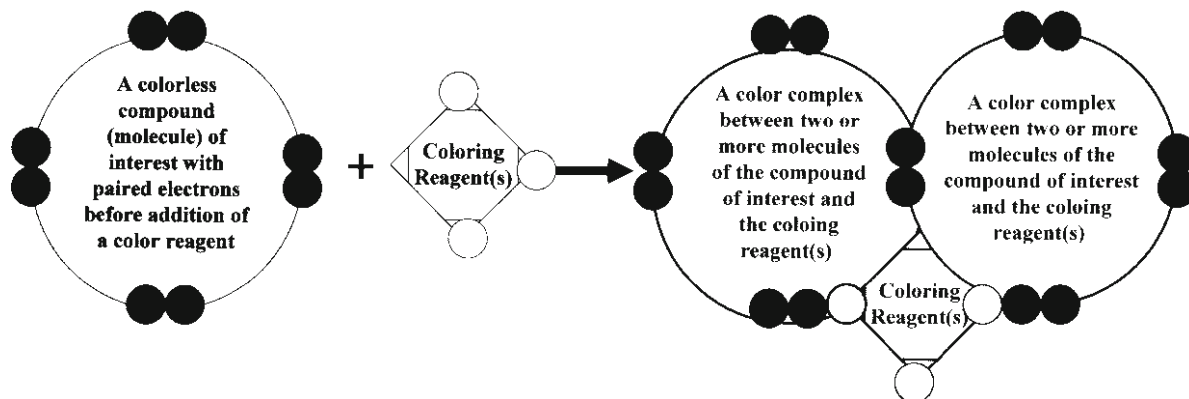 A colorless
compound
(molecule) of
interest with
paired electrons
before addition of
a color reagent
+
Coloring
Reagent(s)
A color complex
between two or
more molecules
of the compound
of interest and
the coloing
reagent(s)
A color complex
between two or more
molecules of the
compound of interest
and the coloing
reagent(s)
Coloring
Reagent(s)